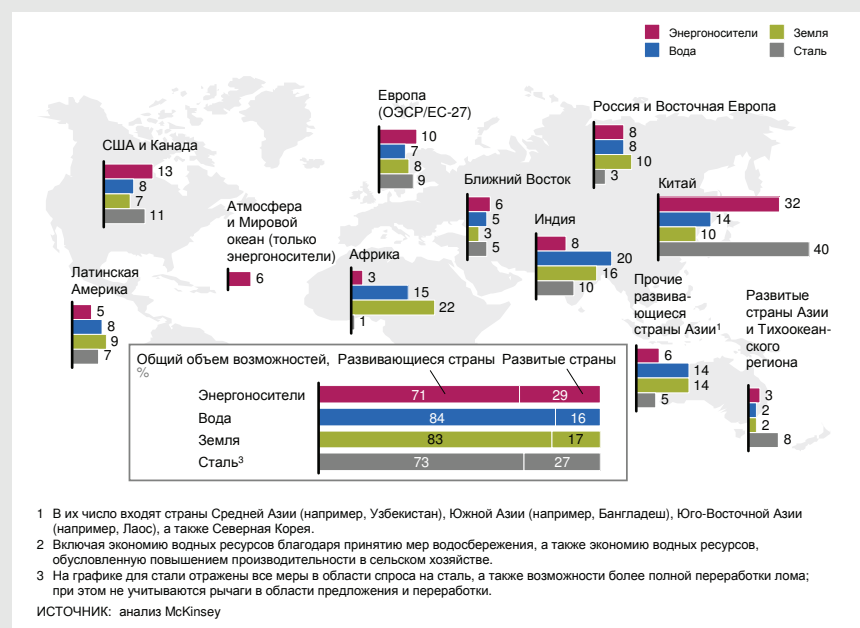 Энергоносители
Земля
Вода
Сталь
Европа
(ОЭСР/ЕС-27)
10
7
8
9
Россия и Восточная Европа
8
8
10
3
США и Канада
13
8
7
11
Ближний Восток
6
5
3
5
Китай
32
14
10
40
Атмосфера
и Мировой
океан (только
энергоносители)
6
Индия
8
20
16
10
Африка
3
15
22
1
Латинская
Америка
5
8
9
7
Прочие
развива-
ющиеся
страны Азии¹
6
14
14
5
Развитые
страны Азии
и Тихоокеан-
ского
региона
3
2
2
8
Общий объем возможностей, Развивающиеся страны Развитые страны
%
Энергоносители 71 29
Вода 84 16
Земля 83 17
Сталь³ 73 27
1 В их число входят страны Средней Азии (например, Узбекистан), Южной Азии (например, Бангладеш), Юго-Восточной Азии
(например, Лаос), а также Северная Корея.
2 Включая экономию водных ресурсов благодаря принятию мер водосбережения, а также экономию водных ресурсов,
обусловленную повышением производительности в сельском хозяйстве.
3 На графике для стали отражены все меры в области спроса на сталь, а также возможности более полной переработки лома;
при этом не учитываются рычаги в области предложения и переработки.
ИСТОЧНИК: анализ McKinsey